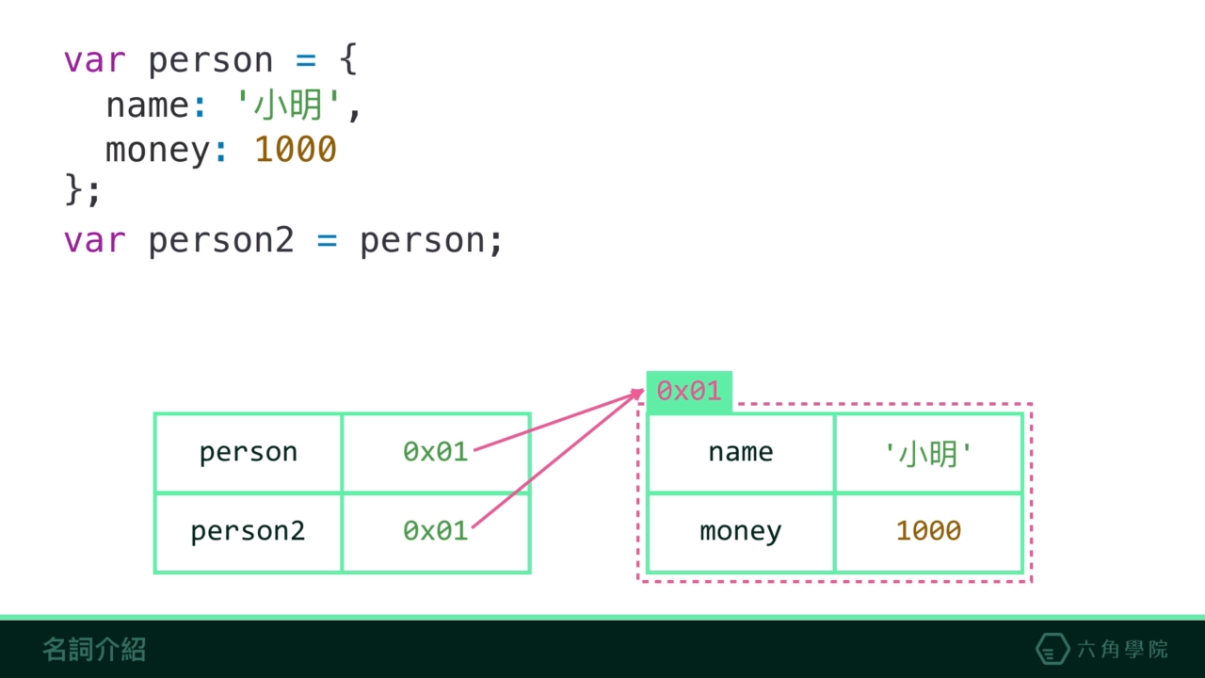 var person = {
  name: '小明',
  money: 1000
};
var person2 = person;
0x01
person 0x01 name '小明'
person2 0x01 money 1000
名詞介紹 六角學院